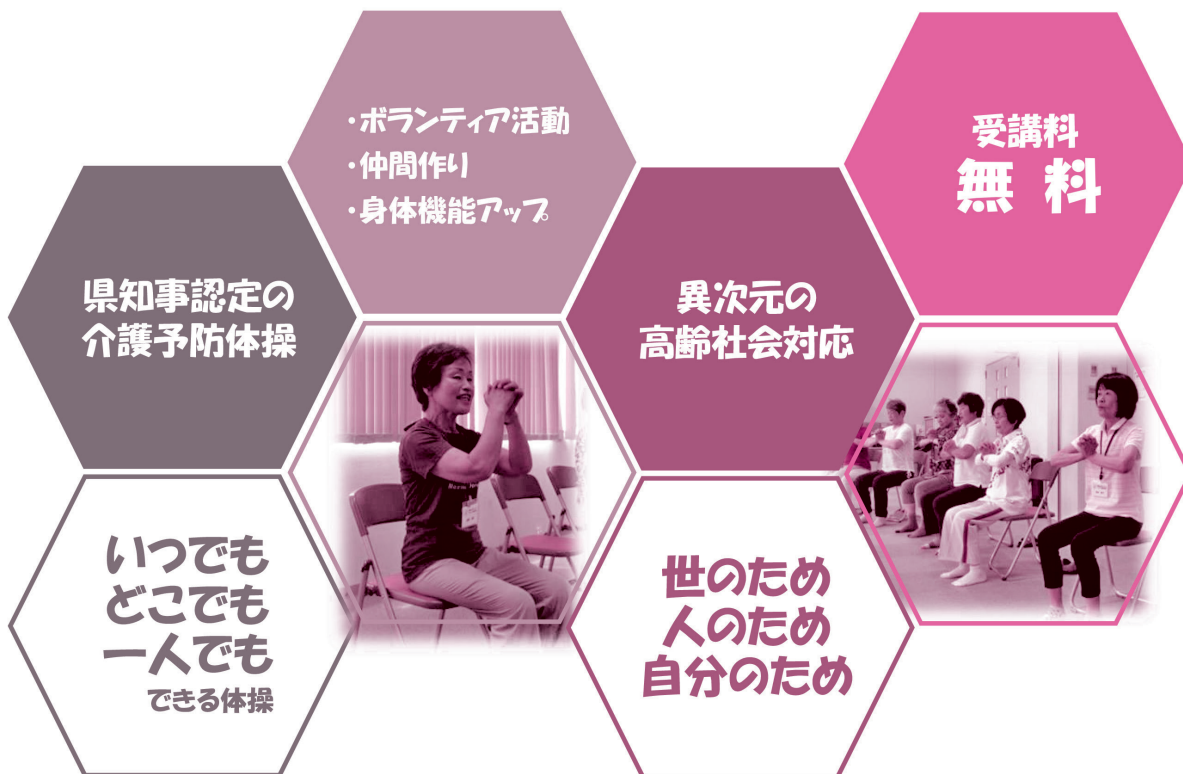 ・ボランティア活動
・仲間作り
・身体機能アップ
受講料
無料
県知事認定の
介護予防体操
異次元の
高齢社会対応
いつでも
どこでも
一人でも
できる体操
世のため
人のため
自分のため